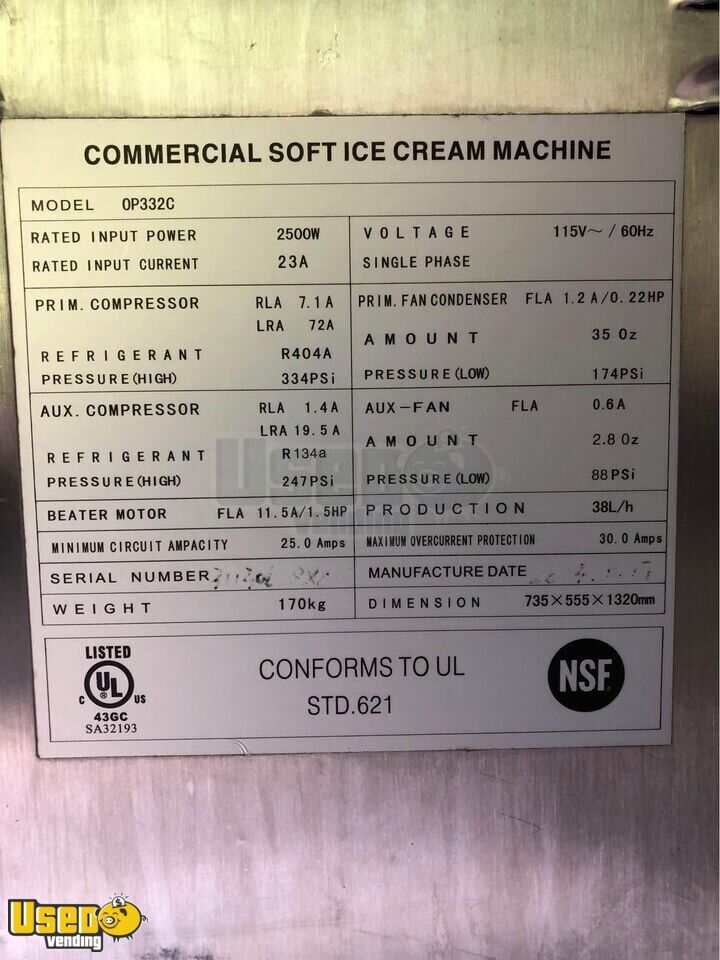 COMMERCIAL SOFT ICE CREAM MACHINE
MODEL OP332C
RATED INPUT POWER 2500W VOLTAGE 115V～/60Hz
RATED INPUT CURRENT 23A SINGLE PHASE
PRIM. COMPRESSOR RLA 7.1A PRIM. FAN CONDENSER FLA 1.2A/0.22HP
LRA 72A
AMOUNT 35 Oz
REFRIGERANT R404A
PRESSURE(HIGH) 334PSi PRESSURE(LOW) 174PSi
AUX. COMPRESSOR RLA 1.4A AUX-FAN FLA 0.6A
LRA 19.5A
AMOUNT 2.8 Oz
REFRIGERANT R134a
PRESSURE(HIGH) 247PSi PRESSURE(LOW) 88PSi
BEATER MOTOR FLA 11.5A/1.5HP PRODUCTION 38L/h
MINIMUM CIRCUIT AMPACITY 25.0 Amps MAXIMUM OVERCURRENT PROTECTION 30.0 Amps
SERIAL NUMBER MANUFACTURE DATE
WEIGHT 170kg DIMENSION 735×555×1320mm
LISTED
C UL ® US
43GC
SA32193
CONFORMS TO UL
STD.621
NSF
USED vending
USED
vending